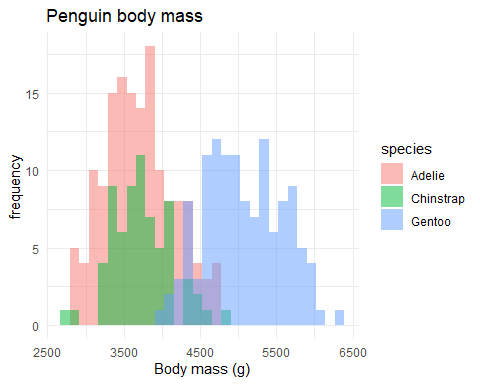 Penguin body mass
frequency
15
10
5
0
2500 3500 4500 5500 6500
Body mass (g)
species
Adelie
Chinstrap
Gentoo